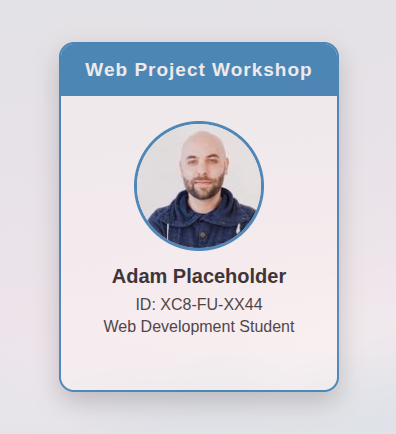 Web Project Workshop
Adam Placeholder
ID: XC8-FU-XX44
Web Development Student